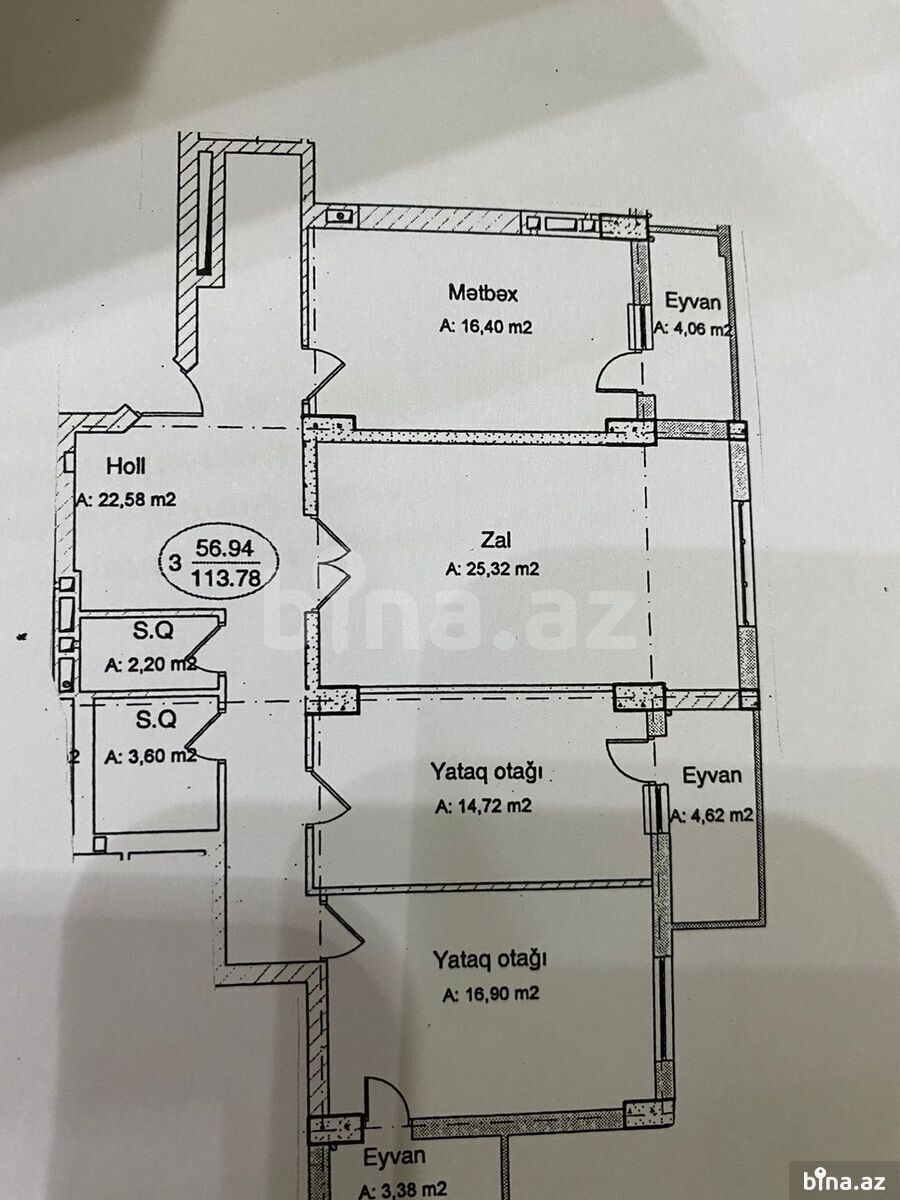 Mətbəx
A: 16,40 m2
Eyvan
A: 4,06 m2
Holl
A: 22,58 m2
3 56.94
113.78
Zal
A: 25,32 m2
bina.az
S.Q
A: 2,20 m2
S.Q
A: 3,60 m2
2
Yataq otağı
A: 14,72 m2
Eyvan
A: 4,62 m2
Yataq otağı
A: 16,90 m2
Eyvan
A: 3,38 m2
bina.az